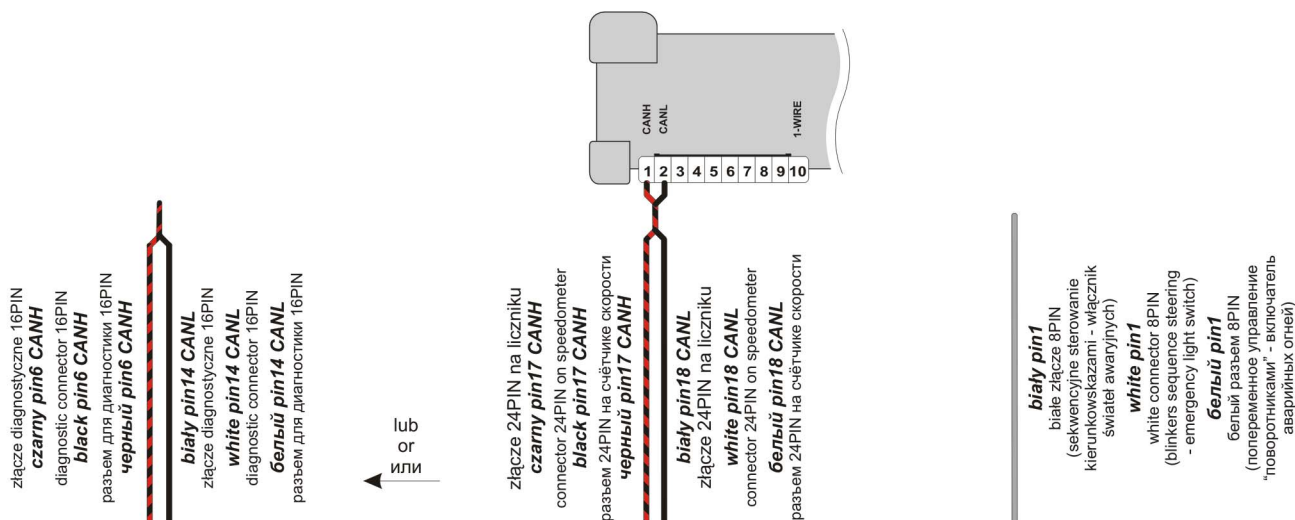 CANH
CANL
1-WIRE
1 2 3 4 5 6 7 8 9 10
złącze diagnostyczne 16PIN
czarny pin6 CANH
diagnostic connector 16PIN
black pin6 CANH
разъем для диагностики 16PIN
черный pin6 CANH
biały pin14 CANL
złącze diagnostyczne 16PIN
white pin14 CANL
diagnostic connector 16PIN
белый pin14 CANL
разъем для диагностики 16PIN
lub
or
или
złącze 24PIN na liczniku
czarny pin17 CANH
connector 24PIN on speedometer
black pin17 CANH
разъем 24PIN на счётчике скорости
черный pin17 CANH
biały pin18 CANL
złącze 24PIN na liczniku
white pin18 CANL
connector 24PIN on speedometer
белый pin18 CANL
разъем 24PIN на счётчике скорости
biały pin1
białe złącze 8PIN
(sekwencyjne sterowanie
kierunkowskazami - włącznik
świateł awaryjnych)
white pin1
white connector 8PIN
(blinkers sequence steering
- emergency light switch)
белый pin1
белый разъем 8PIN
(попеременное управление
"поворотниками" - включатель
аварийных огней)